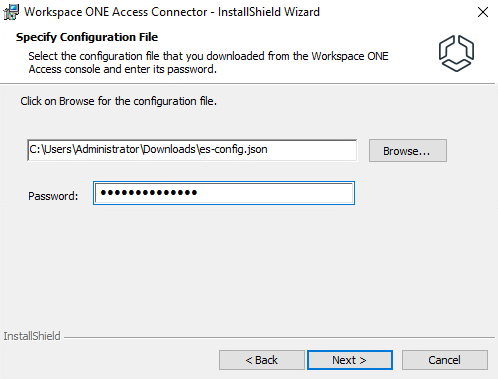 Workspace ONE Access Connector - InstallShield Wizard
Specify Configuration File
Select the configuration file that you downloaded from the Workspace ONE
Access console and enter its password.
Click on Browse for the configuration file.
C:\Users\Administrator\Downloads\es-config.json
Browse...
Password: ••••••••••••••
InstallShield
< Back
Next >
Cancel